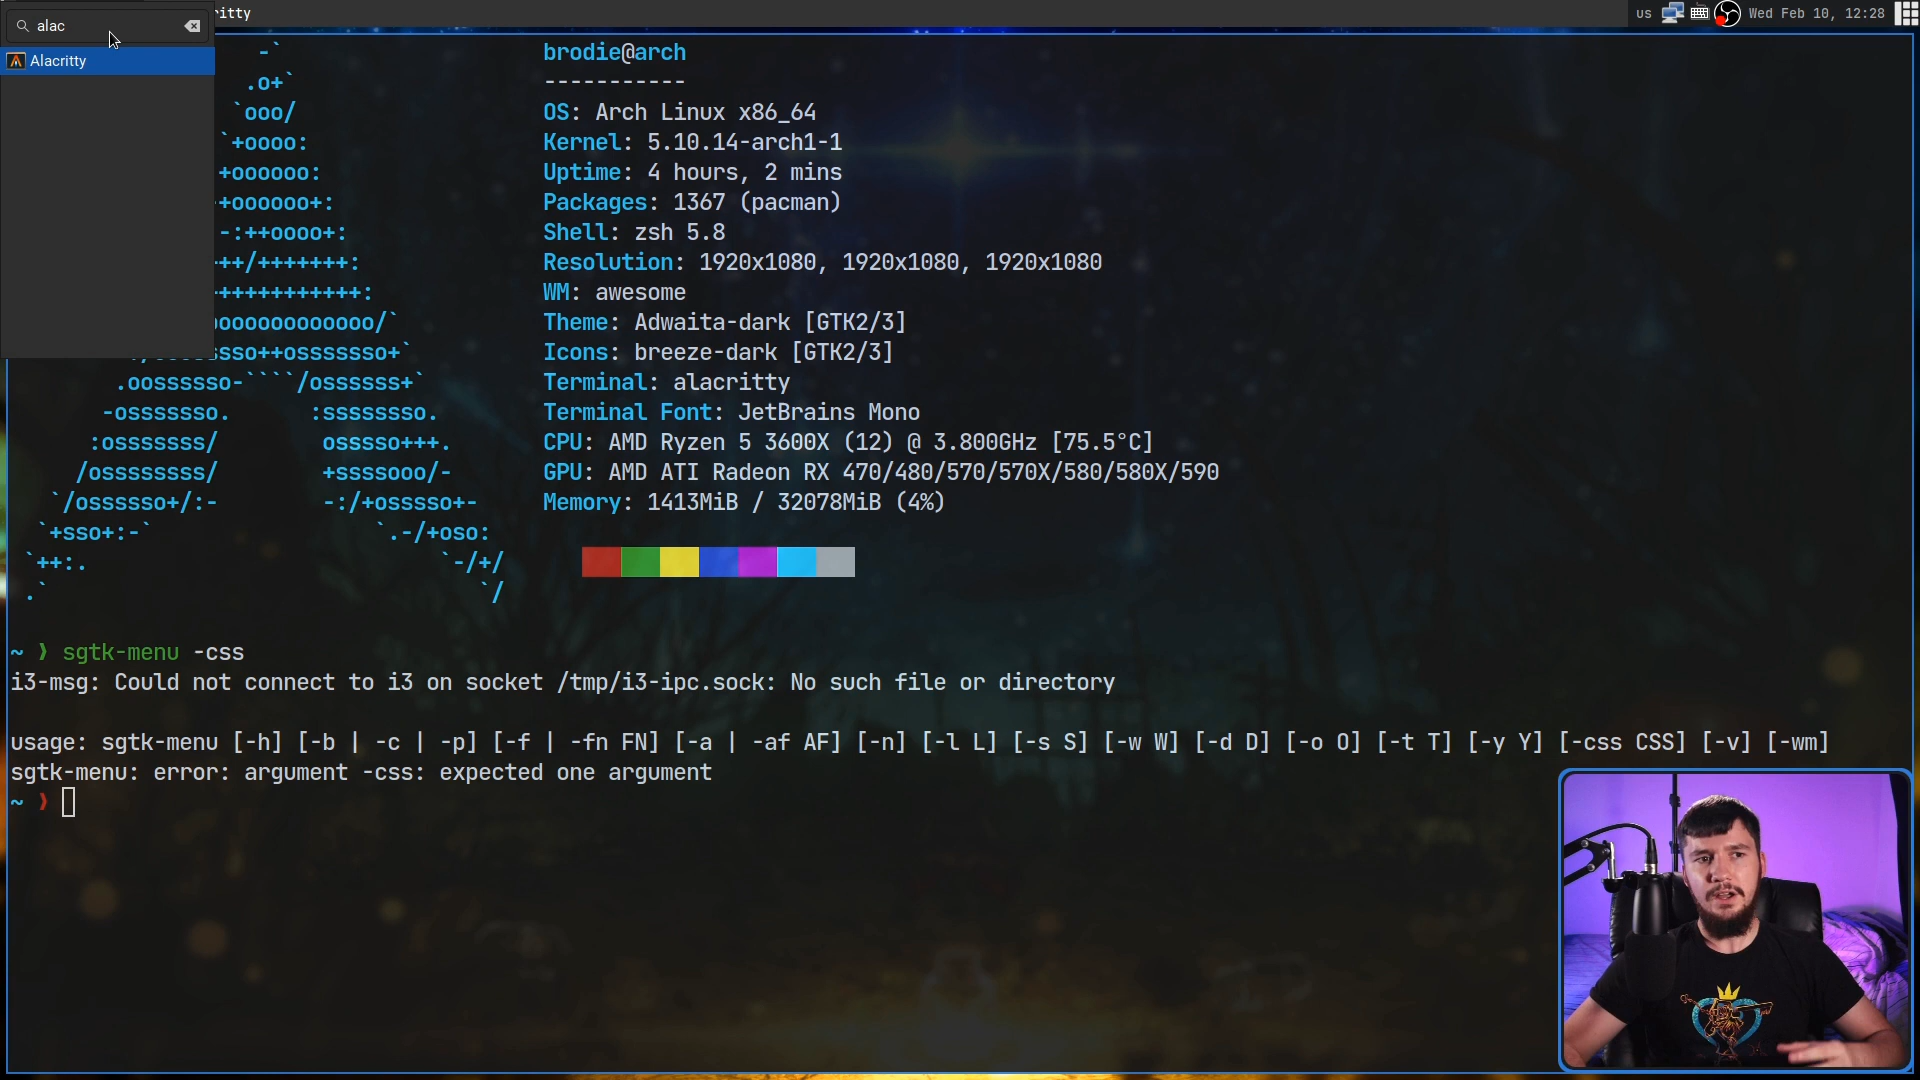 alac
ritty
us
Wed Feb 10, 12:28
Alacritty
brodie@arch
-----------
OS: Arch Linux x86_64
Kernel: 5.10.14-arch1-1
Uptime: 4 hours, 2 mins
Packages: 1367 (pacman)
Shell: zsh 5.8
Resolution: 1920x1080, 1920x1080, 1920x1080
WM: awesome
Theme: Adwaita-dark [GTK2/3]
Icons: breeze-dark [GTK2/3]
Terminal: alacritty
Terminal Font: JetBrains Mono
CPU: AMD Ryzen 5 3600X (12) @ 3.800GHz [75.5°C]
GPU: AMD ATI Radeon RX 470/480/570/570X/580/580X/590
Memory: 1413MiB / 32078MiB (4%)
~ ❯ sgtk-menu -css
i3-msg: Could not connect to i3 on socket /tmp/i3-ipc.sock: No such file or directory
usage: sgtk-menu [-h] [-b | -c | -p] [-f | -fn FN] [-a | -af AF] [-n] [-l L] [-s S] [-w W] [-d D] [-o O] [-t T] [-y Y] [-css CSS] [-v] [-wm]
sgtk-menu: error: argument -css: expected one argument
~ ❯